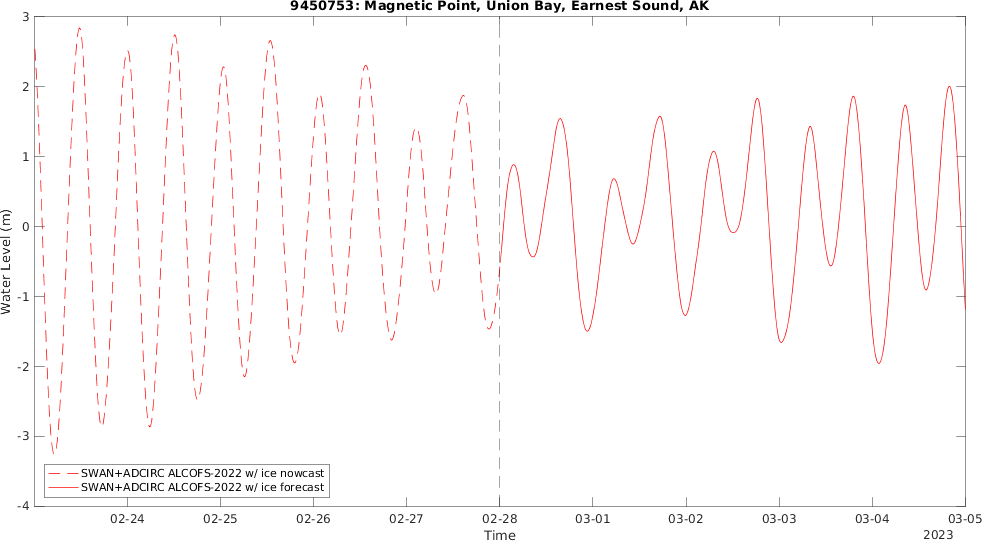 9450753: Magnetic Point, Union Bay, Earnest Sound, AK
3
2
1
0
-1
-2
-3
-4
Water Level (m)
SWAN+ADCIRC ALCOFS-2022 w/ ice nowcast
SWAN+ADCIRC ALCOFS-2022 w/ ice forecast
02-24 02-25 02-26 02-27 02-28 03-01 03-02 03-03 03-04 03-05
Time
2023